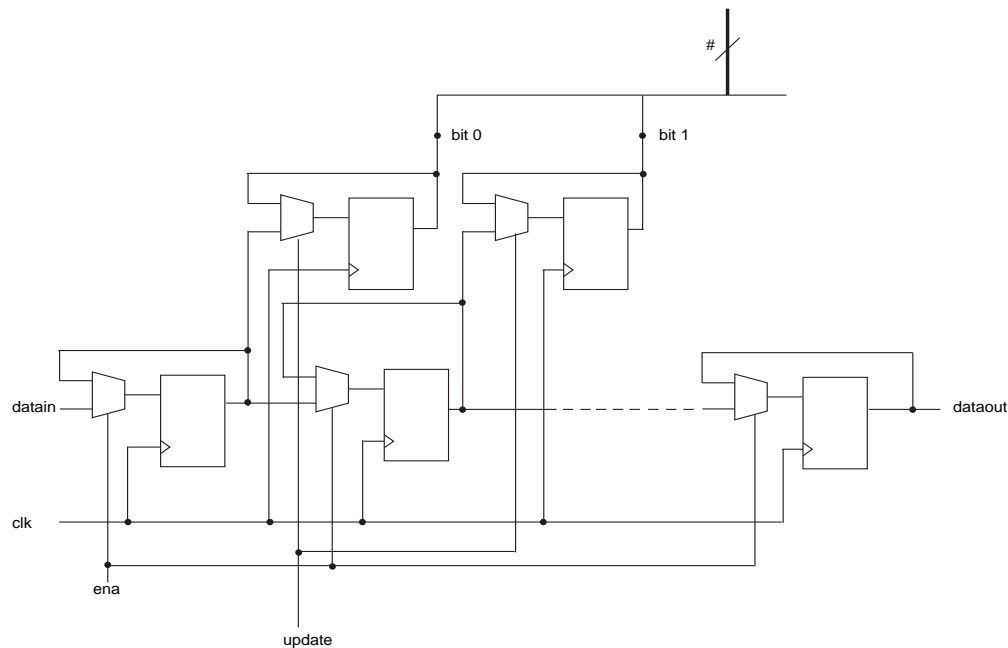 #
bit 0
bit 1
datain
dataout
clk
ena
update